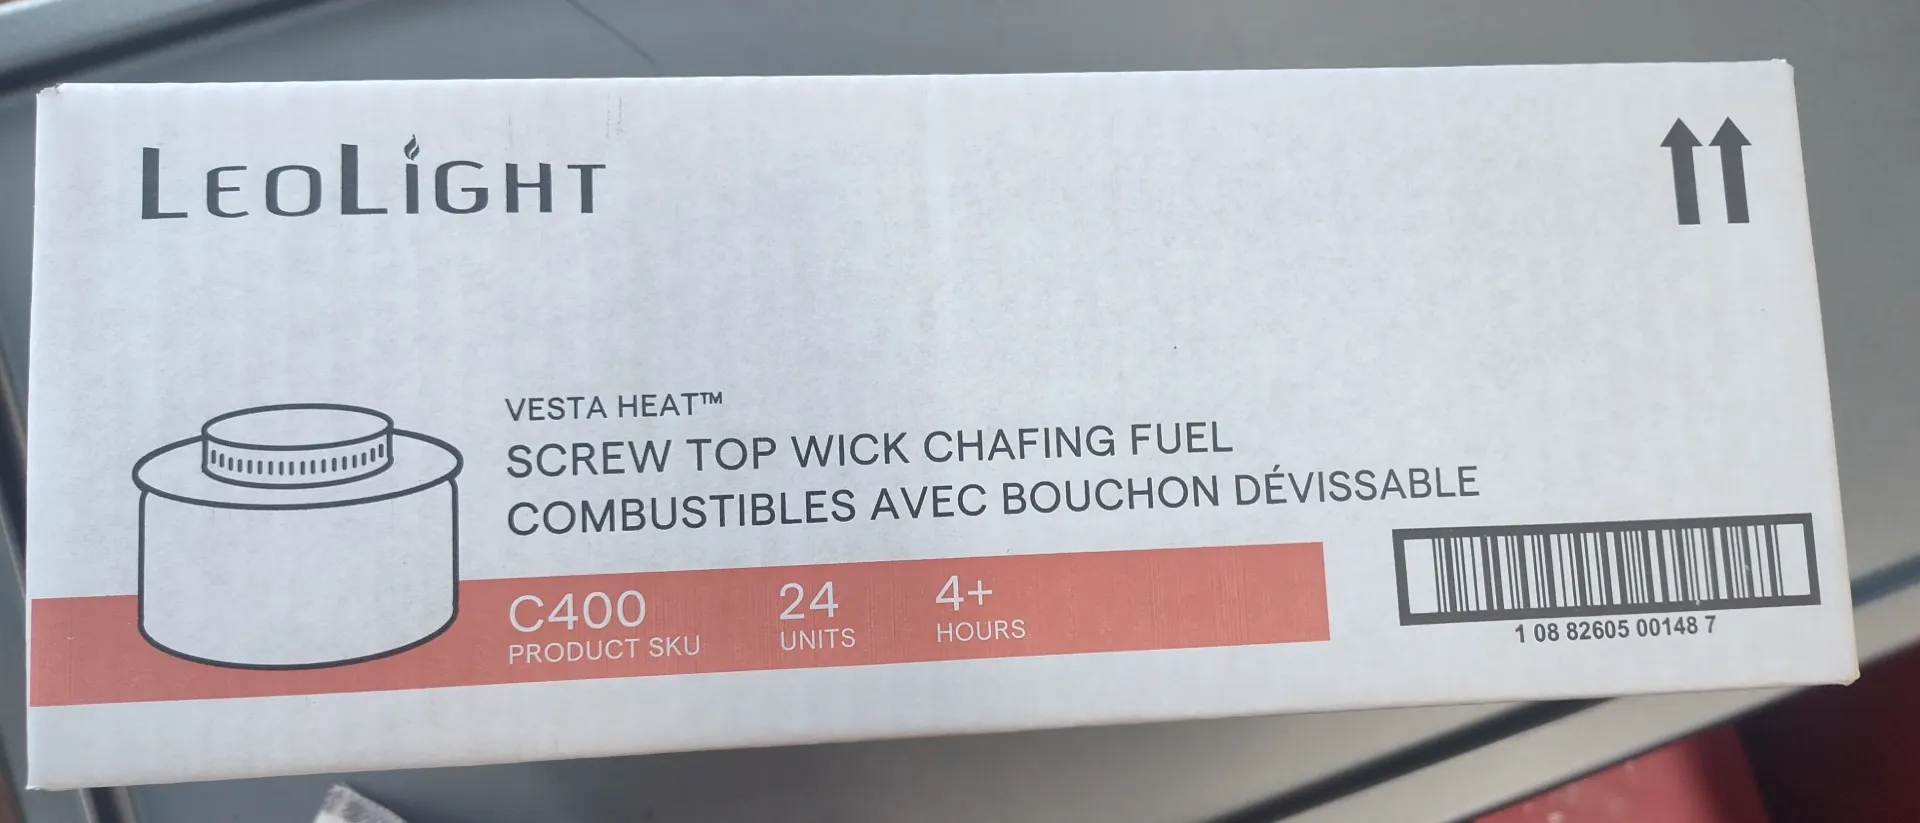 LEOLIGHT
VESTA HEAT™
SCREW TOP WICK CHAFING FUEL
COMBUSTIBLES AVEC BOUCHON DÉVISSABLE
C400
PRODUCT SKU
24
UNITS
4+
HOURS
1 08 82605 00148 7